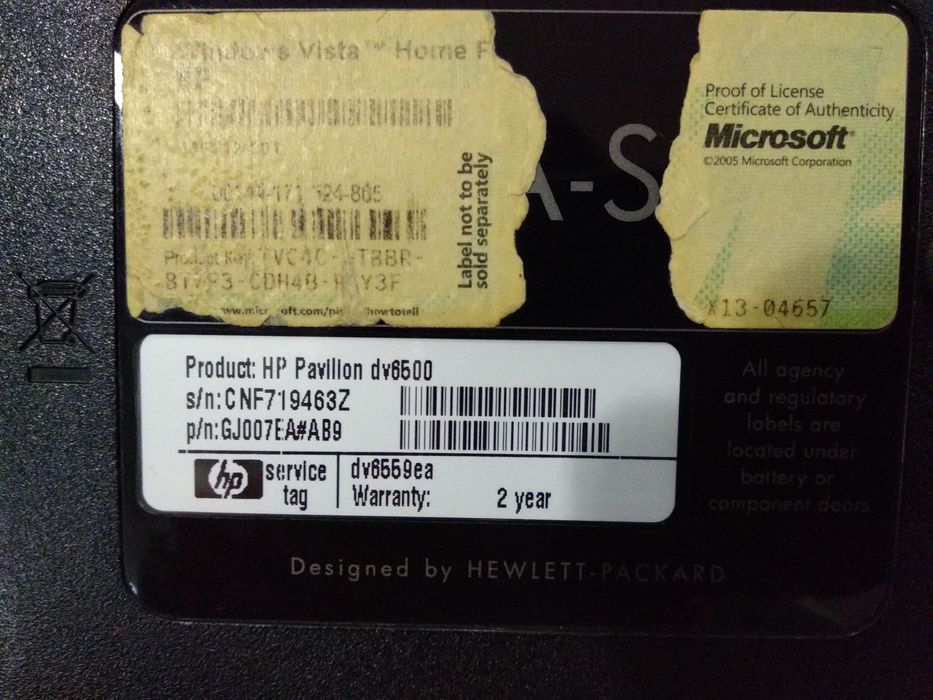 Windows Vista™ Home
Label not to be
sold separately
Product Key:
Proof of License
Certificate of Authenticity
Microsoft®
©2005 Microsoft Corporation
X13-04657
Product: HP Pavilion dv6500
s/n:CNF719463Z
p/n:GJ007EA#AB9
hp service
tag
dv6559ea
Warranty: 2 year
All agency
and regulatory
labels are
located under
battery or
component doors.
Designed by HEWLETT-PACKARD